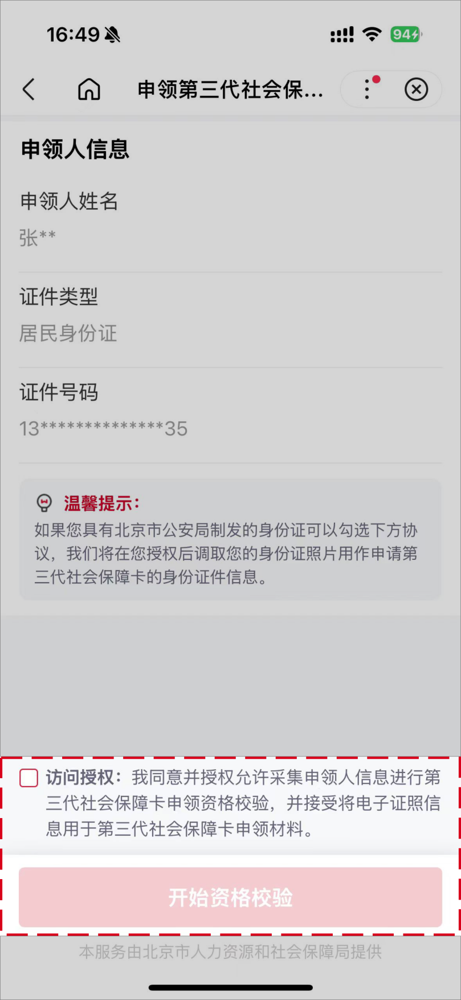 16:49
94
申领第三代社会保...
申领人信息
申领人姓名
张**
证件类型
居民身份证
证件号码
13**************35
温馨提示：
如果您具有北京市公安局制发的身份证可以勾选下方协
议，我们将在您授权后调取您的身份证照片用作申请第
三代社会保障卡的身份证件信息。
访问授权：我同意并授权允许采集申领人信息进行第
三代社会保障卡申领资格校验，并接受将电子证照信
息用于第三代社会保障卡申领材料。
开始资格校验
本服务由北京市人力资源和社会保障局提供